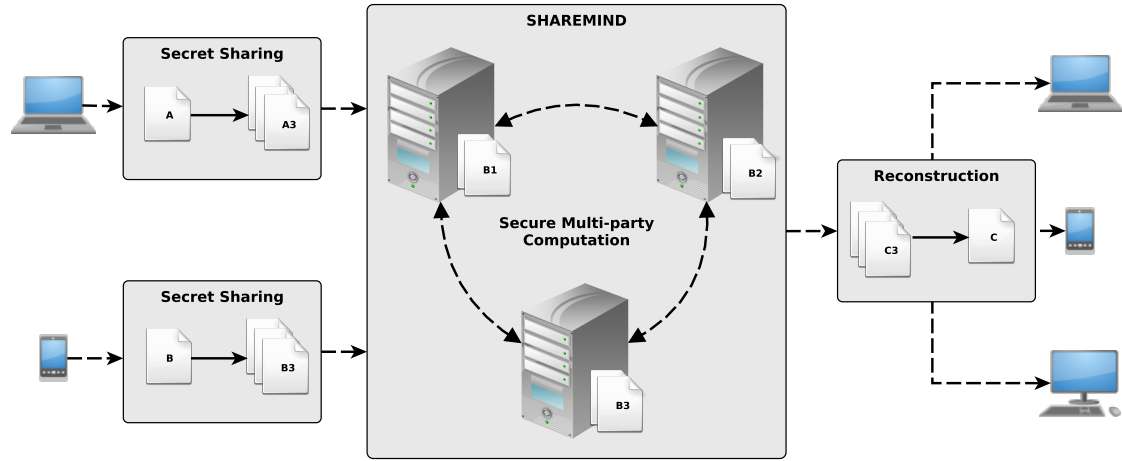 Secret Sharing
A
A3
Secret Sharing
B
B3
SHAREMIND
B1
B2
Secure Multi-party
Computation
B3
Reconstruction
C3
C